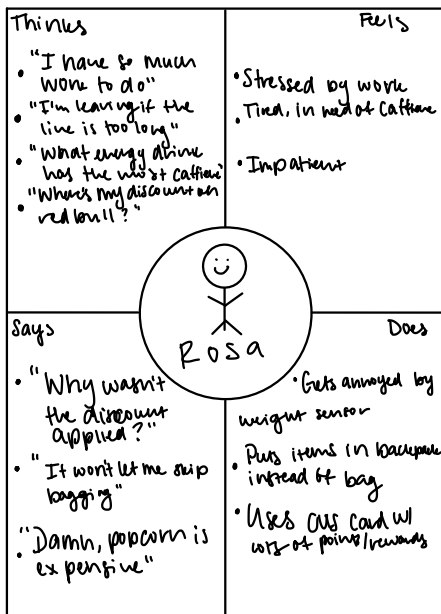 Thinks
"I have so much
work to do"
"I'm leaving if the
line is too long"
"What energy drink
has the most caffiene"
"Where's my discount on
redbull?"
Feels
Stressed by work
Tired, in need of caffiene
Impatient
ROSA
Says
"Why wasn't
the discount
applied?"
"It won't let me skip
bagging"
"Damn, popcorn is
expensive"
Does
Gets annoyed by
weight sensor
Puts items in backpack
instead of bag
Uses CVS card w/
lots of points/rewards